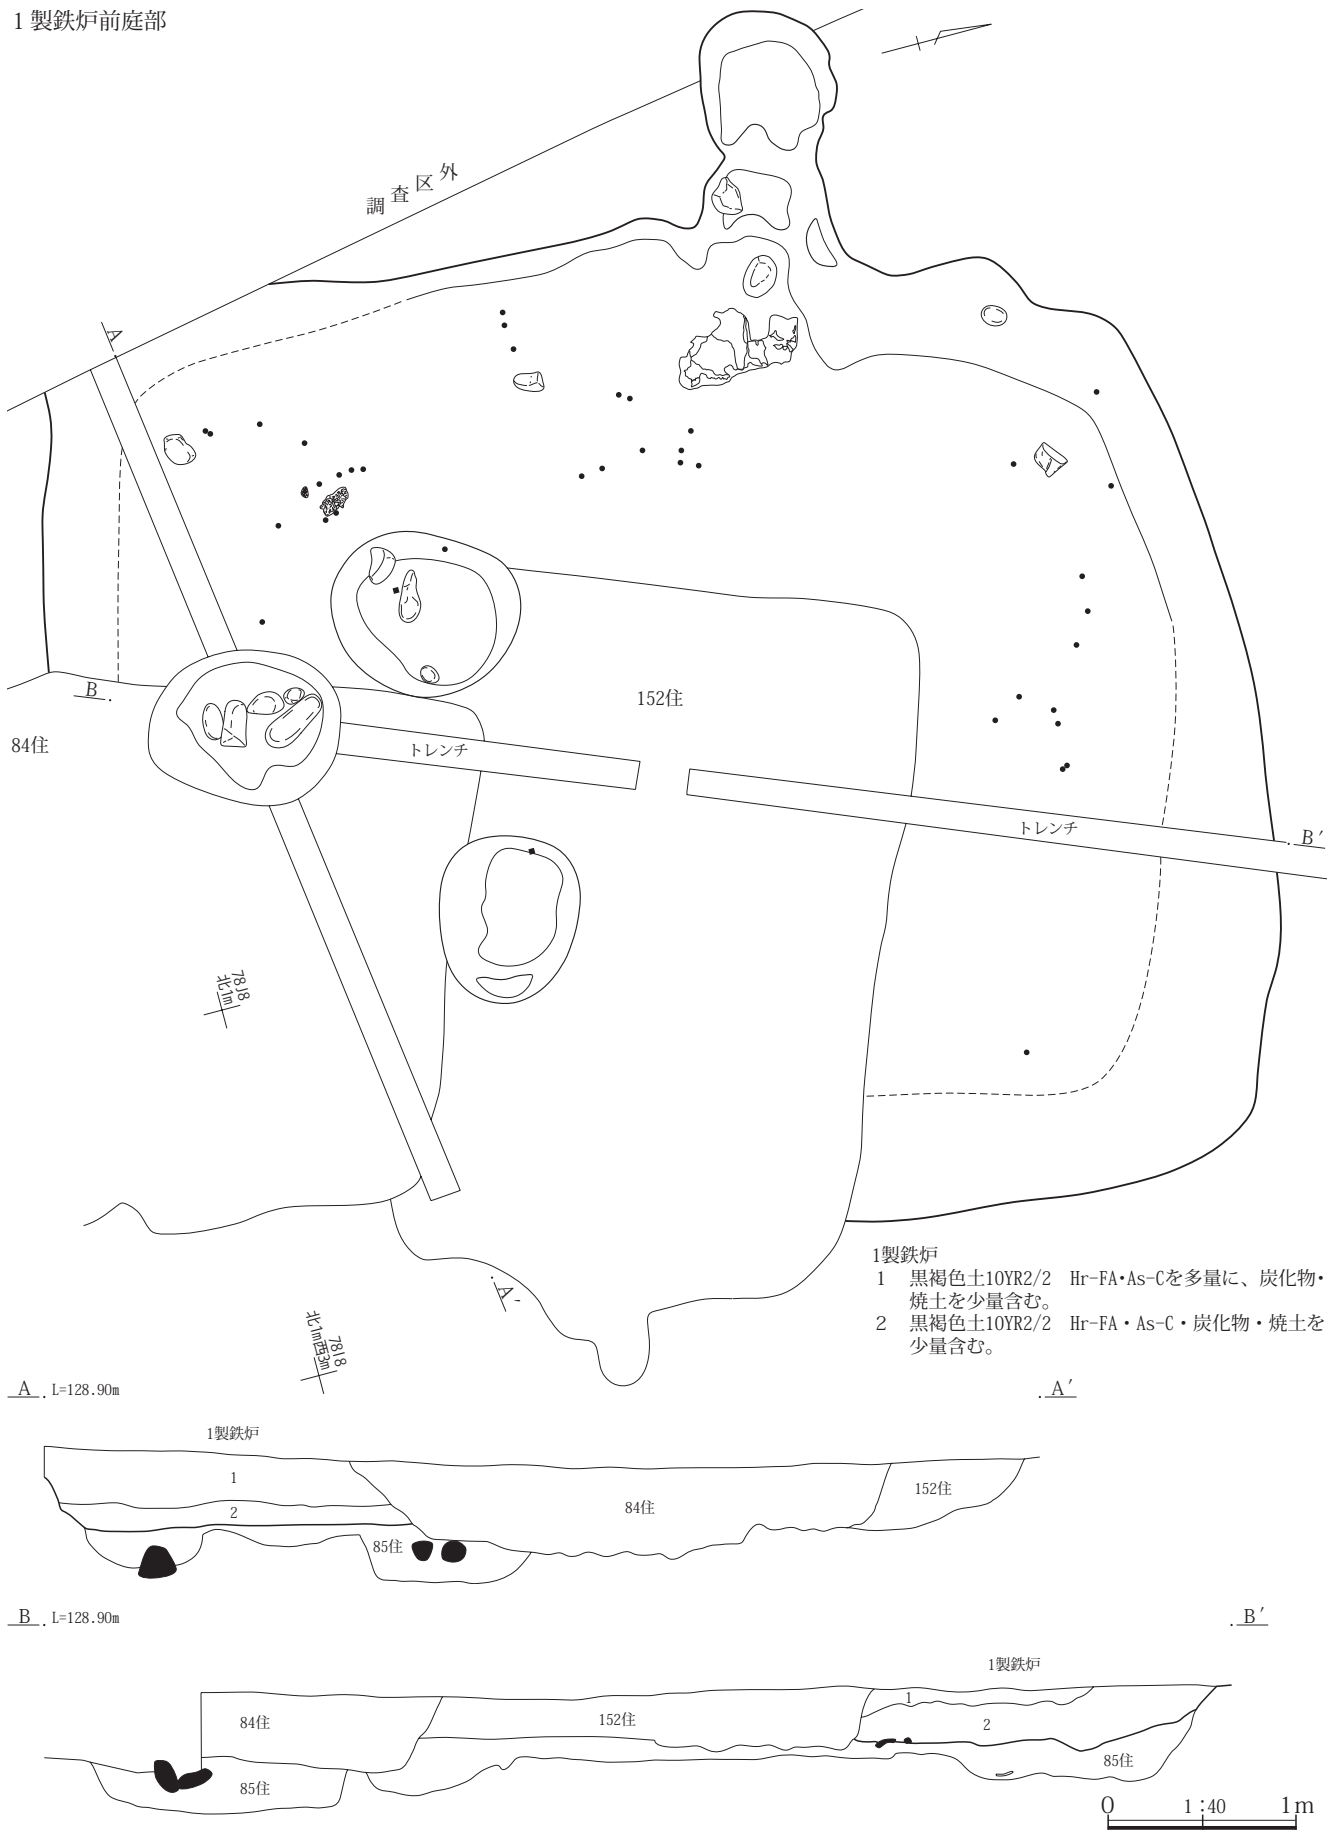 1製鉄炉前庭部
調査区外
A
B
84住
152住
トレンチ
トレンチ
B′
78J8
北1m
A′
78I8
北1m西3m
1製鉄炉
1 黒褐色土10YR2/2 Hr-FA・As-Cを多量に、炭化物・
焼土を少量含む。
2 黒褐色土10YR2/2 Hr-FA・As-C・炭化物・焼土を
少量含む。
A . L=128.90m
. A′
1製鉄炉
1
2
84住
152住
85住
B . L=128.90m
. B′
1製鉄炉
84住
152住
1
2
85住
85住
0 1:40 1m